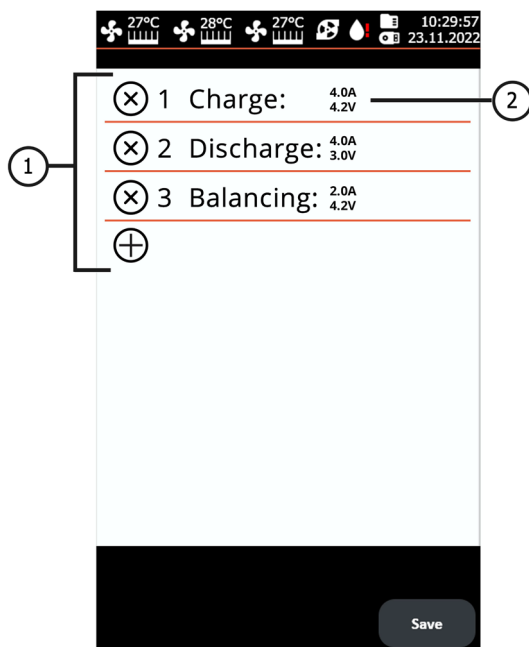 27°C 28°C 27°C 10:29:57
23.11.2022
1 Charge: 4.0A
4.2V
2 Discharge: 4.0A
3.0V
3 Balancing: 2.0A
4.2V
Save
1
2